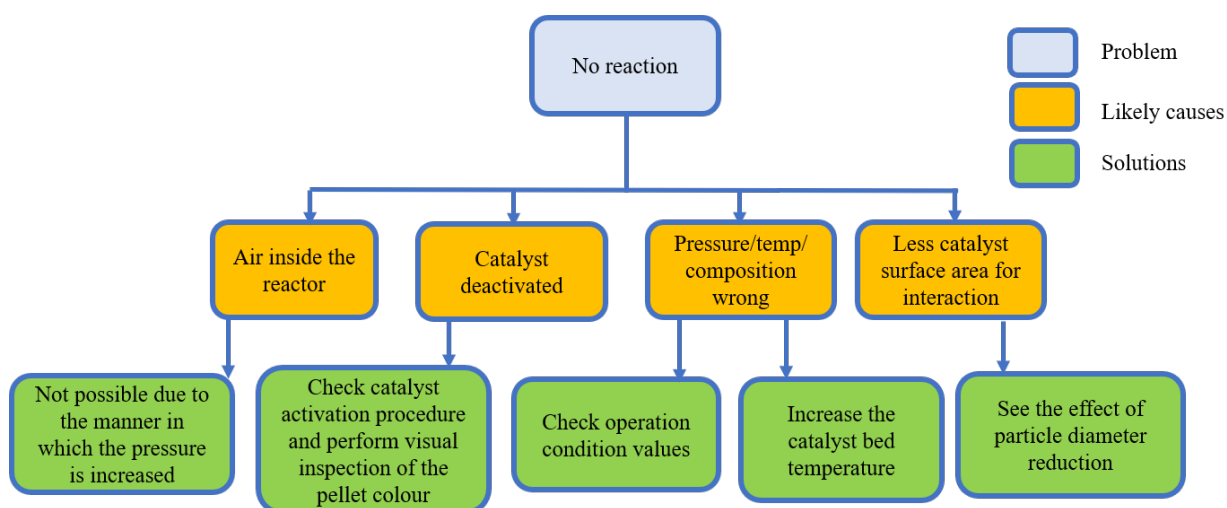 No reaction
Problem
Likely causes
Solutions
Air inside the
reactor
Catalyst
deactivated
Pressure/temp/
composition
wrong
Less catalyst
surface area for
interaction
Not possible due to
the manner in
which the pressure
is increased
Check catalyst
activation procedure
and perform visual
inspection of the
pellet colour
Check operation
condition values
Increase the
catalyst bed
temperature
See the effect of
particle diameter
reduction